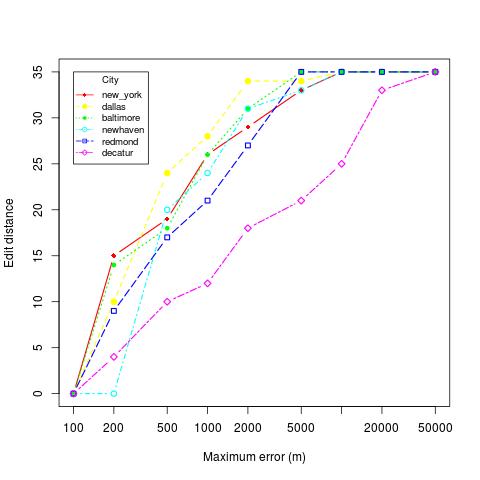 35
30
25
20
15
10
5
0
Edit distance
City
new_york
dallas
baltimore
newhaven
redmond
decatur
100 200 500 1000 2000 5000 20000 50000
Maximum error (m)